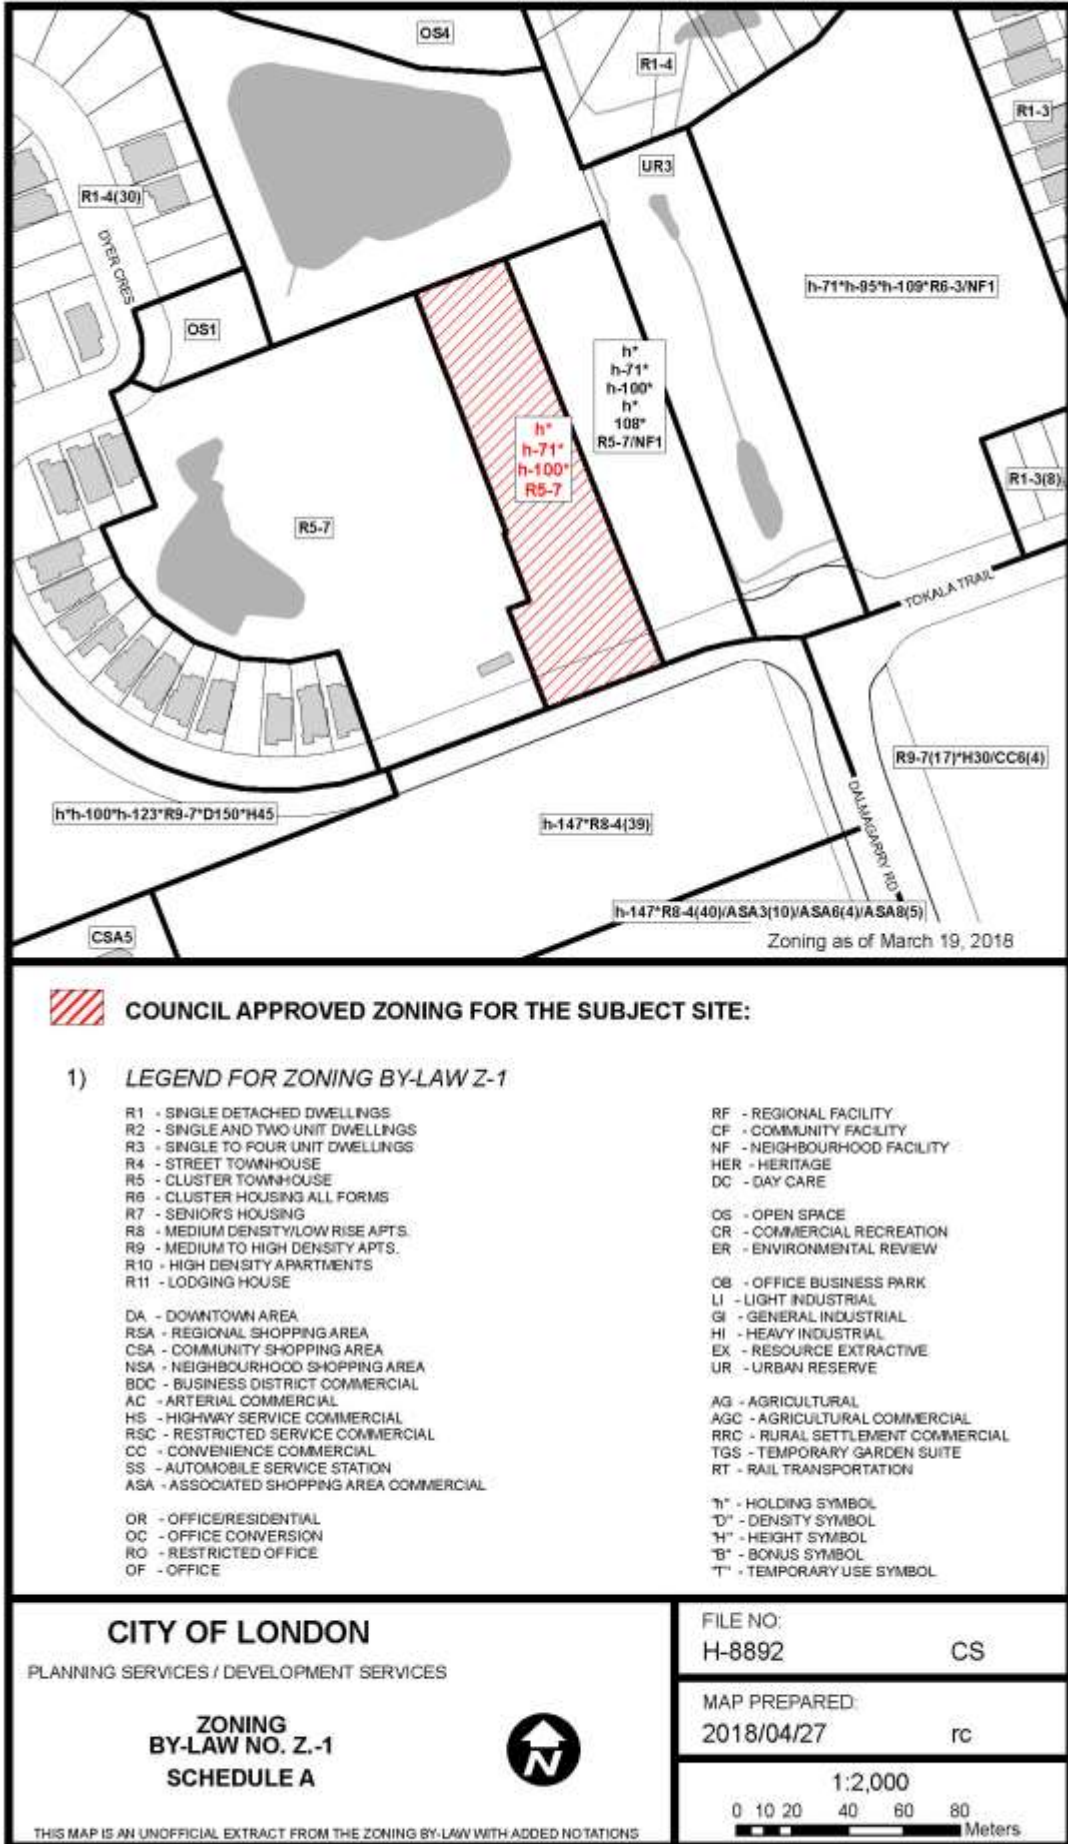 OS4
R1-4
R1-3
UR3
R1-4(30)
DYER CRES
OS1
h-71*h-95*h-109*R6-3/NF1
h*
h-71*
h-100*
h*
108*
R5-7/NF1
h*
h-71*
h-100*
R5-7
R1-3(8)
R5-7
TOKALA TRAIL
R9-7(17)*H30/CC6(4)
h*h-100*h-123*R9-7*D150*H45
h-147*R8-4(39)
DALMAGARRY RD
h-147*R8-4(40)/ASA3(10)/ASA6(4)/ASA8(5)
CSA5
Zoning as of March 19, 2018
COUNCIL APPROVED ZONING FOR THE SUBJECT SITE:
1) LEGEND FOR ZONING BY-LAW Z-1
R1 - SINGLE DETACHED DWELLINGS
R2 - SINGLE AND TWO UNIT DWELLINGS
R3 - SINGLE TO FOUR UNIT DWELLINGS
R4 - STREET TOWNHOUSE
R5 - CLUSTER TOWNHOUSE
R6 - CLUSTER HOUSING ALL FORMS
R7 - SENIOR'S HOUSING
R8 - MEDIUM DENSITY/LOW RISE APTS.
R9 - MEDIUM TO HIGH DENSITY APTS.
R10 - HIGH DENSITY APARTMENTS
R11 - LODGING HOUSE
DA - DOWNTOWN AREA
RSA - REGIONAL SHOPPING AREA
CSA - COMMUNITY SHOPPING AREA
NSA - NEIGHBOURHOOD SHOPPING AREA
BDC - BUSINESS DISTRICT COMMERCIAL
AC - ARTERIAL COMMERCIAL
HS - HIGHWAY SERVICE COMMERCIAL
RSC - RESTRICTED SERVICE COMMERCIAL
CC - CONVENIENCE COMMERCIAL
SS - AUTOMOBILE SERVICE STATION
ASA - ASSOCIATED SHOPPING AREA COMMERCIAL
OR - OFFICE/RESIDENTIAL
OC - OFFICE CONVERSION
RO - RESTRICTED OFFICE
OF - OFFICE
RF - REGIONAL FACILITY
CF - COMMUNITY FACILITY
NF - NEIGHBOURHOOD FACILITY
HER - HERITAGE
DC - DAY CARE
OS - OPEN SPACE
CR - COMMERCIAL RECREATION
ER - ENVIRONMENTAL REVIEW
OB - OFFICE BUSINESS PARK
LI - LIGHT INDUSTRIAL
GI - GENERAL INDUSTRIAL
HI - HEAVY INDUSTRIAL
EX - RESOURCE EXTRACTIVE
UR - URBAN RESERVE
AG - AGRICULTURAL
AGC - AGRICULTURAL COMMERCIAL
RRC - RURAL SETTLEMENT COMMERCIAL
TGS - TEMPORARY GARDEN SUITE
RT - RAIL TRANSPORTATION
"h" - HOLDING SYMBOL
"D" - DENSITY SYMBOL
"H" - HEIGHT SYMBOL
"B" - BONUS SYMBOL
"T" - TEMPORARY USE SYMBOL
CITY OF LONDON
PLANNING SERVICES / DEVELOPMENT SERVICES
ZONING
BY-LAW NO. Z.-1
SCHEDULE A
N
THIS MAP IS AN UNOFFICIAL EXTRACT FROM THE ZONING BY-LAW WITH ADDED NOTATIONS
FILE NO:
H-8892 CS
MAP PREPARED:
2018/04/27 rc
1:2,000
0 10 20 40 60 80
Meters